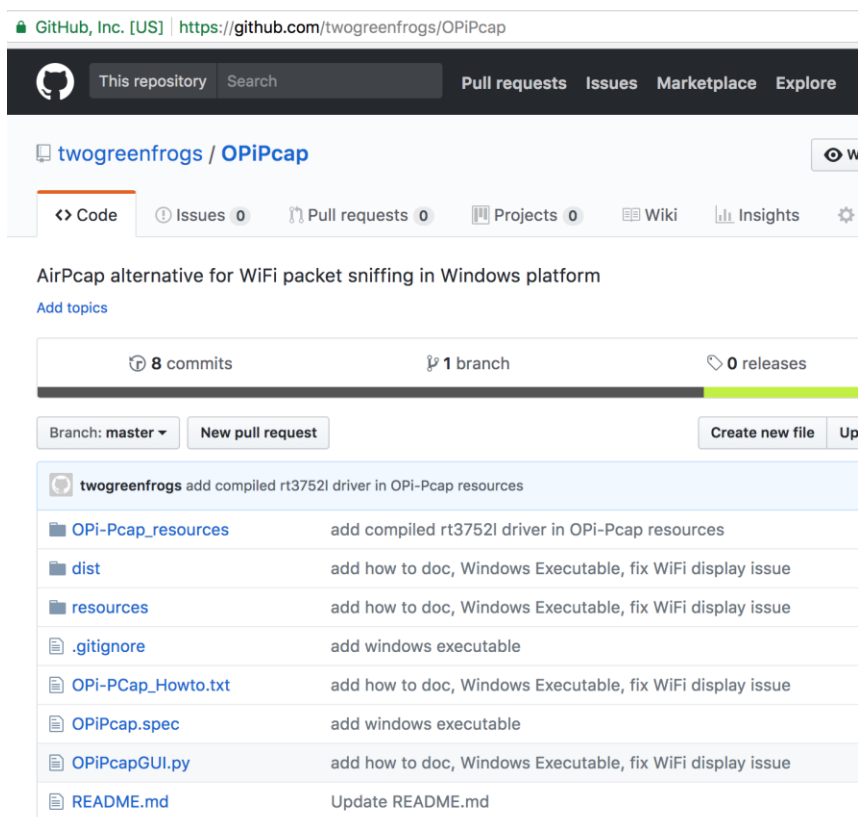 GitHub, Inc. [US] https://github.com/twogreenfrogs/OPiPcap
This repository Search Pull requests Issues Marketplace Explore
twogreenfrogs / OPiPcap W
Code Issues 0 Pull requests 0 Projects 0 Wiki Insights
AirPcap alternative for WiFi packet sniffing in Windows platform
Add topics
8 commits 1 branch 0 releases
Branch: master New pull request Create new file Up
twogreenfrogs add compiled rt3752l driver in OPi-Pcap resources
OPi-Pcap_resources add compiled rt3752l driver in OPi-Pcap resources
dist add how to doc, Windows Executable, fix WiFi display issue
resources add how to doc, Windows Executable, fix WiFi display issue
.gitignore add windows executable
OPi-PCap_Howto.txt add how to doc, Windows Executable, fix WiFi display issue
OPiPcap.spec add windows executable
OPiPcapGUI.py add how to doc, Windows Executable, fix WiFi display issue
README.md Update README.md